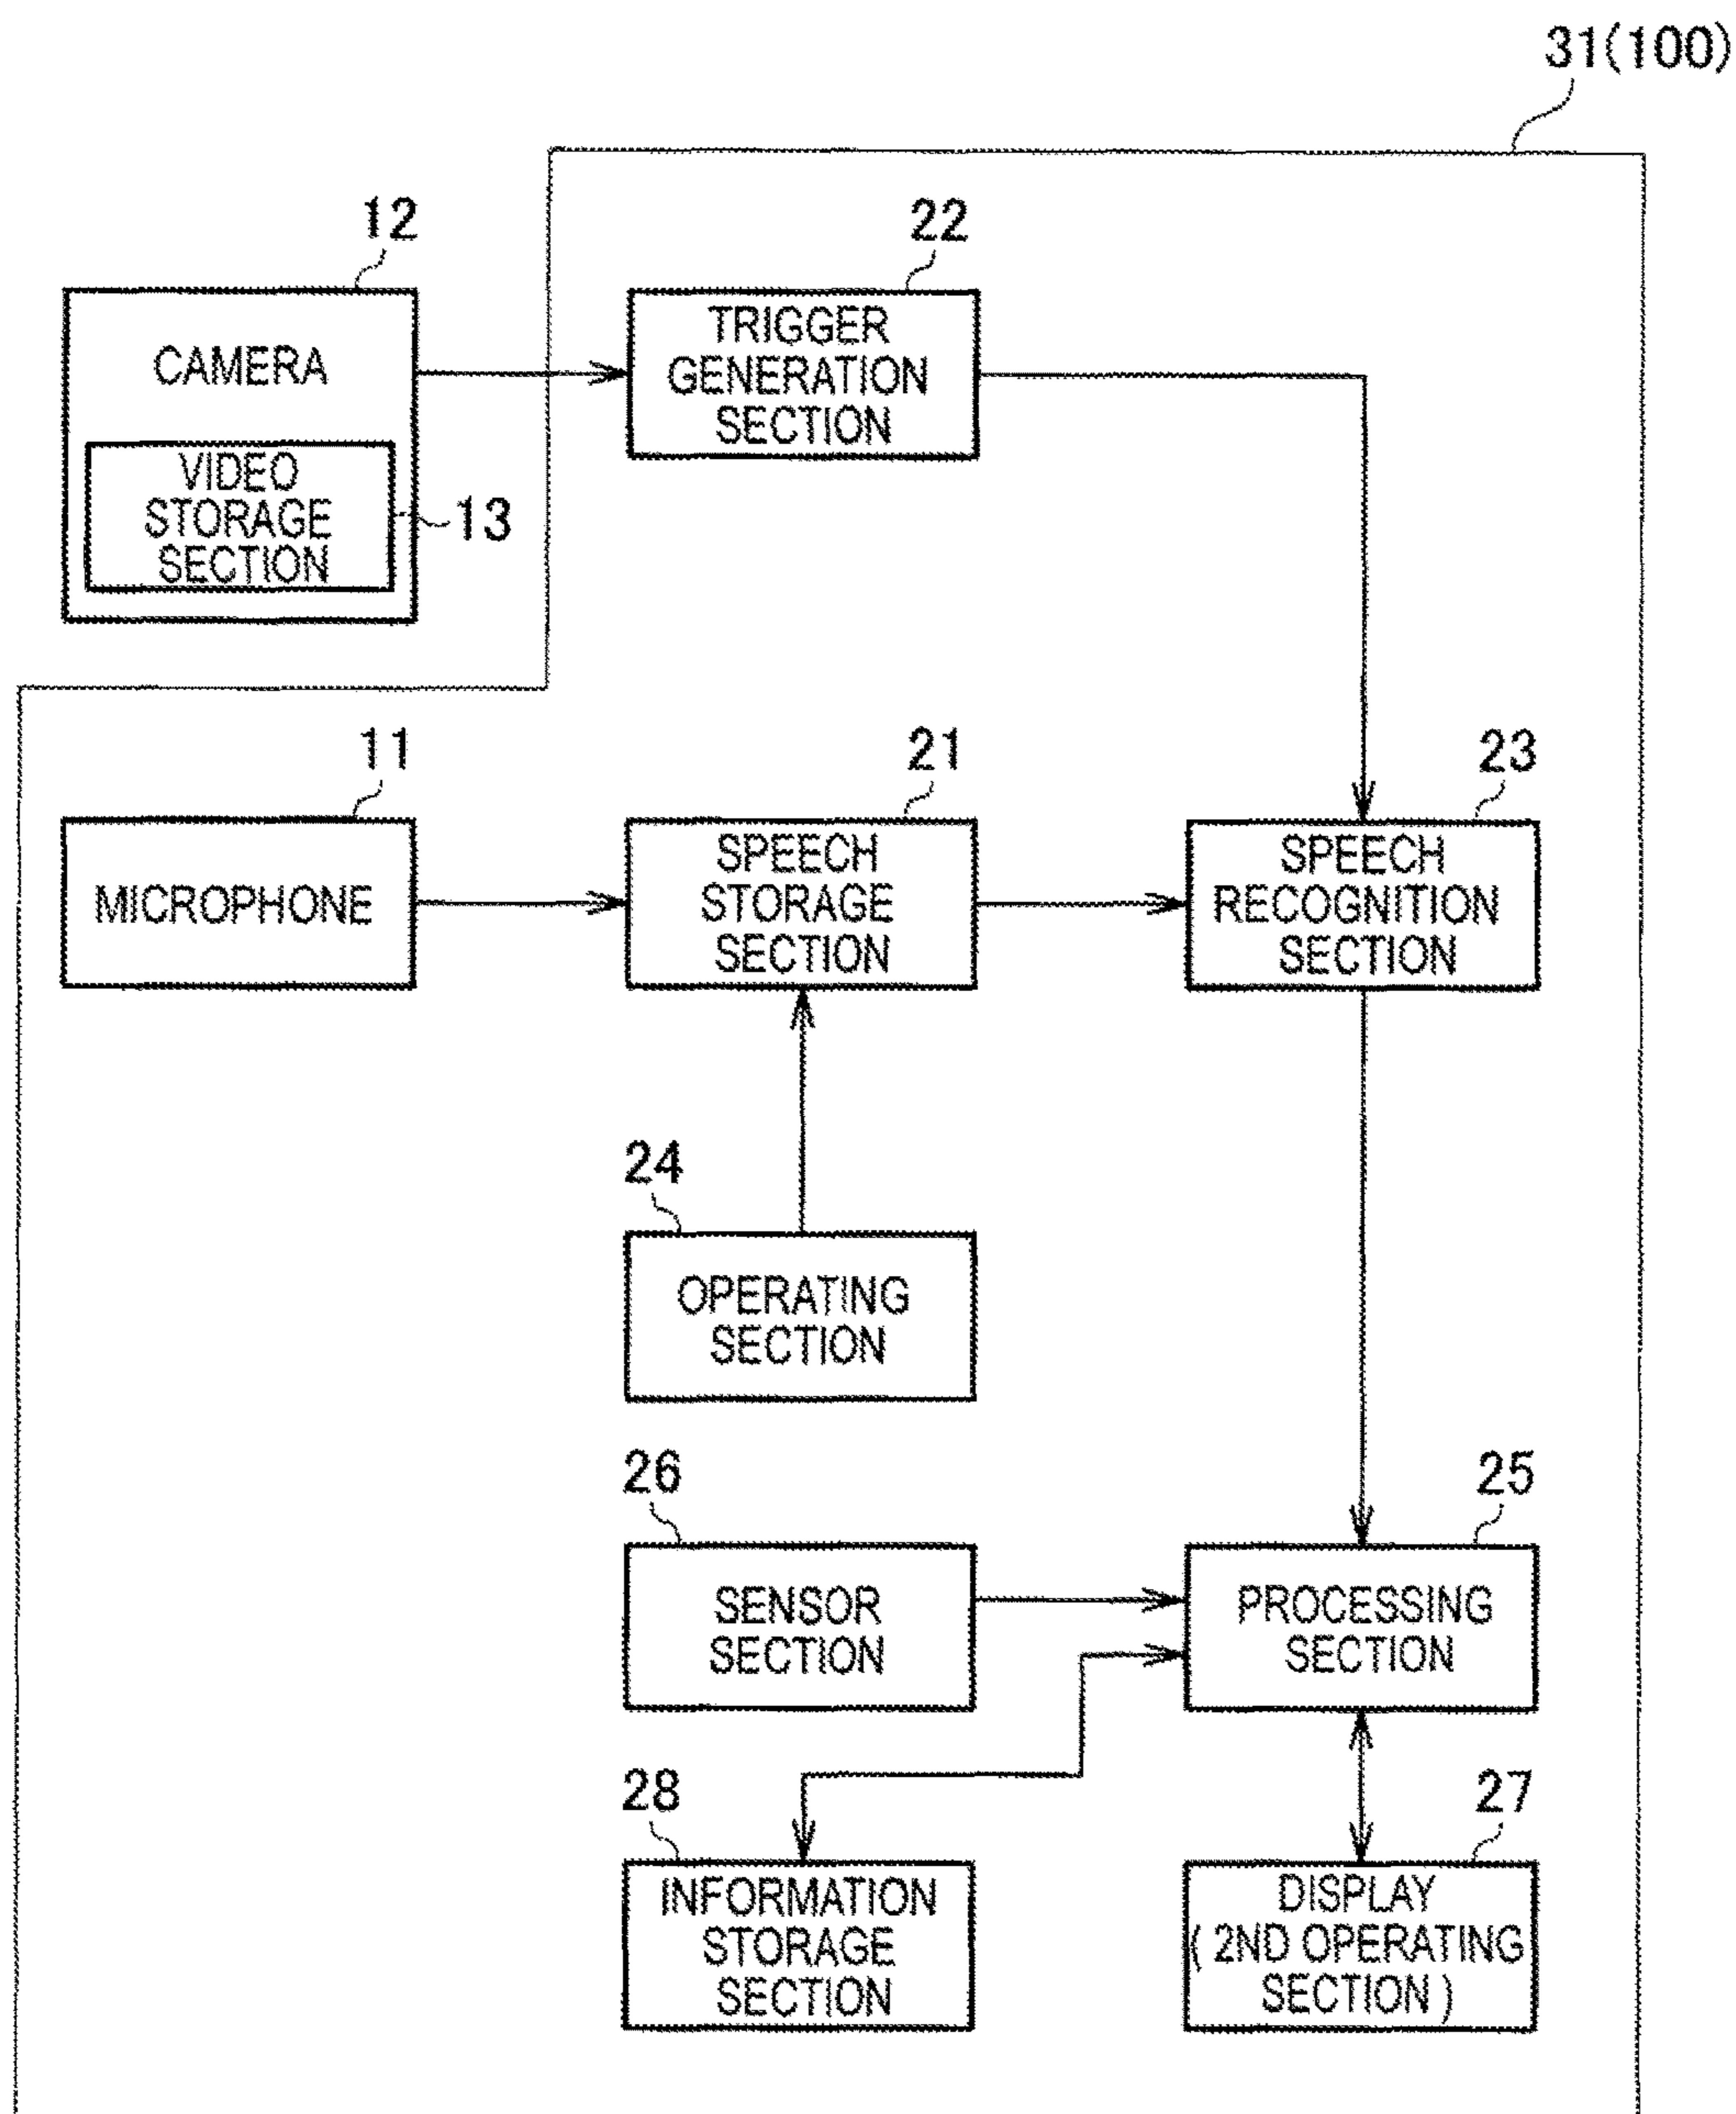 31(100)
12
22
CAMERA
TRIGGER
GENERATION
SECTION
VIDEO
STORAGE
SECTION
13
11
21
23
MICROPHONE
SPEECH
STORAGE
SECTION
SPEECH
RECOGNITION
SECTION
24
OPERATING
SECTION
26
25
SENSOR
SECTION
PROCESSING
SECTION
28
27
INFORMATION
STORAGE
SECTION
DISPLAY
( 2ND OPERATING
SECTION )